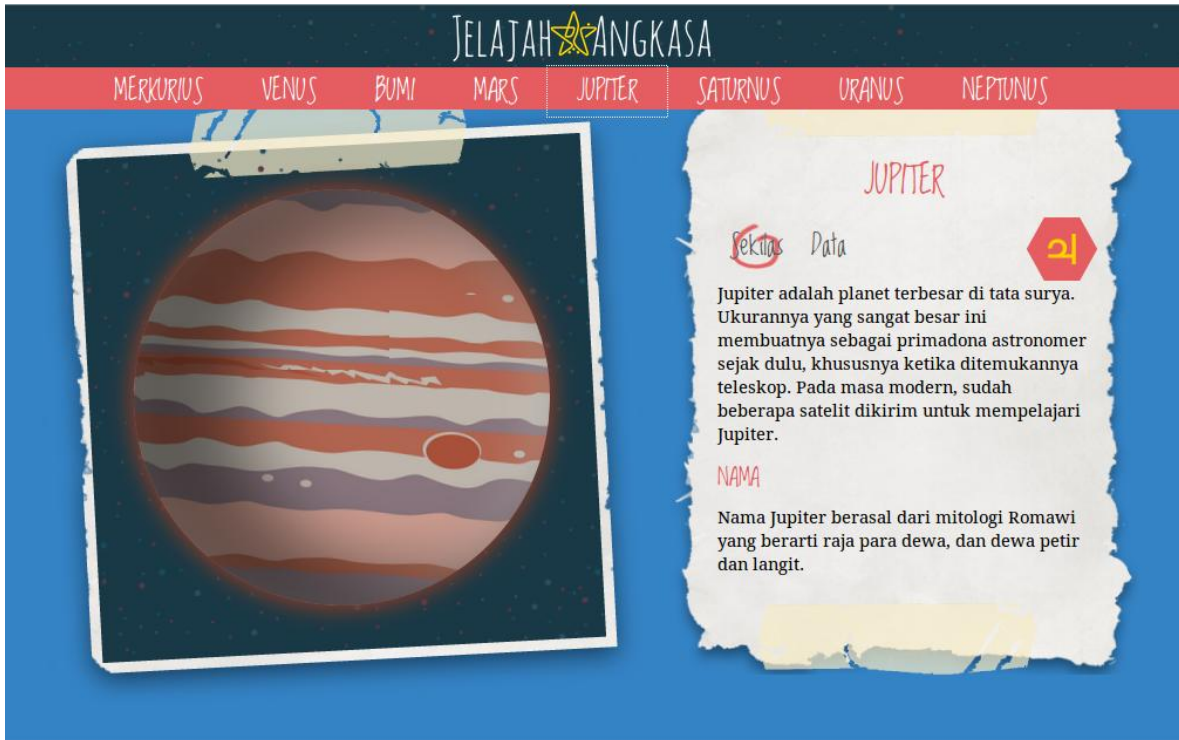 JELAJAH ANGKASA
MERKURIUS VENUS BUMI MARS JUPITER SATURNUS URANUS NEPTUNUS
JUPITER
Sekilas Data
♃
Jupiter adalah planet terbesar di tata surya.
Ukurannya yang sangat besar ini
membuatnya sebagai primadona astronomer
sejak dulu, khususnya ketika ditemukannya
teleskop. Pada masa modern, sudah
beberapa satelit dikirim untuk mempelajari
Jupiter.
NAMA
Nama Jupiter berasal dari mitologi Romawi
yang berarti raja para dewa, dan dewa petir
dan langit.